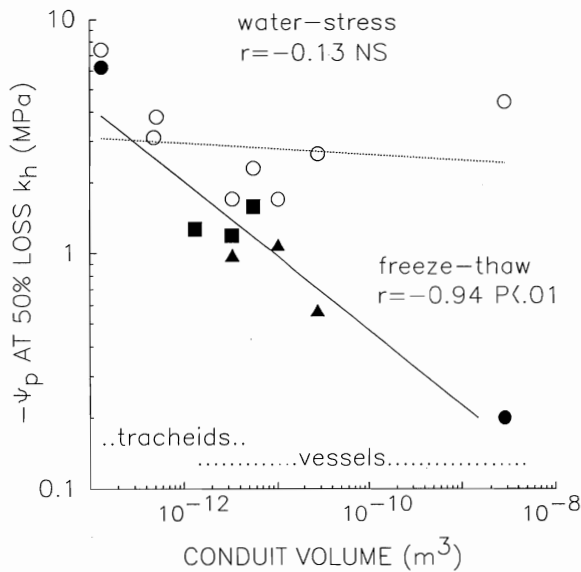 10
water-stress
r=-0.13 NS
-Ψp AT 50% LOSS kh (MPa)
1
freeze-thaw
r=-0.94 P<.01
..tracheids..
............vessels................
0.1
10-12
10-10
10-8
CONDUIT VOLUME (m3)